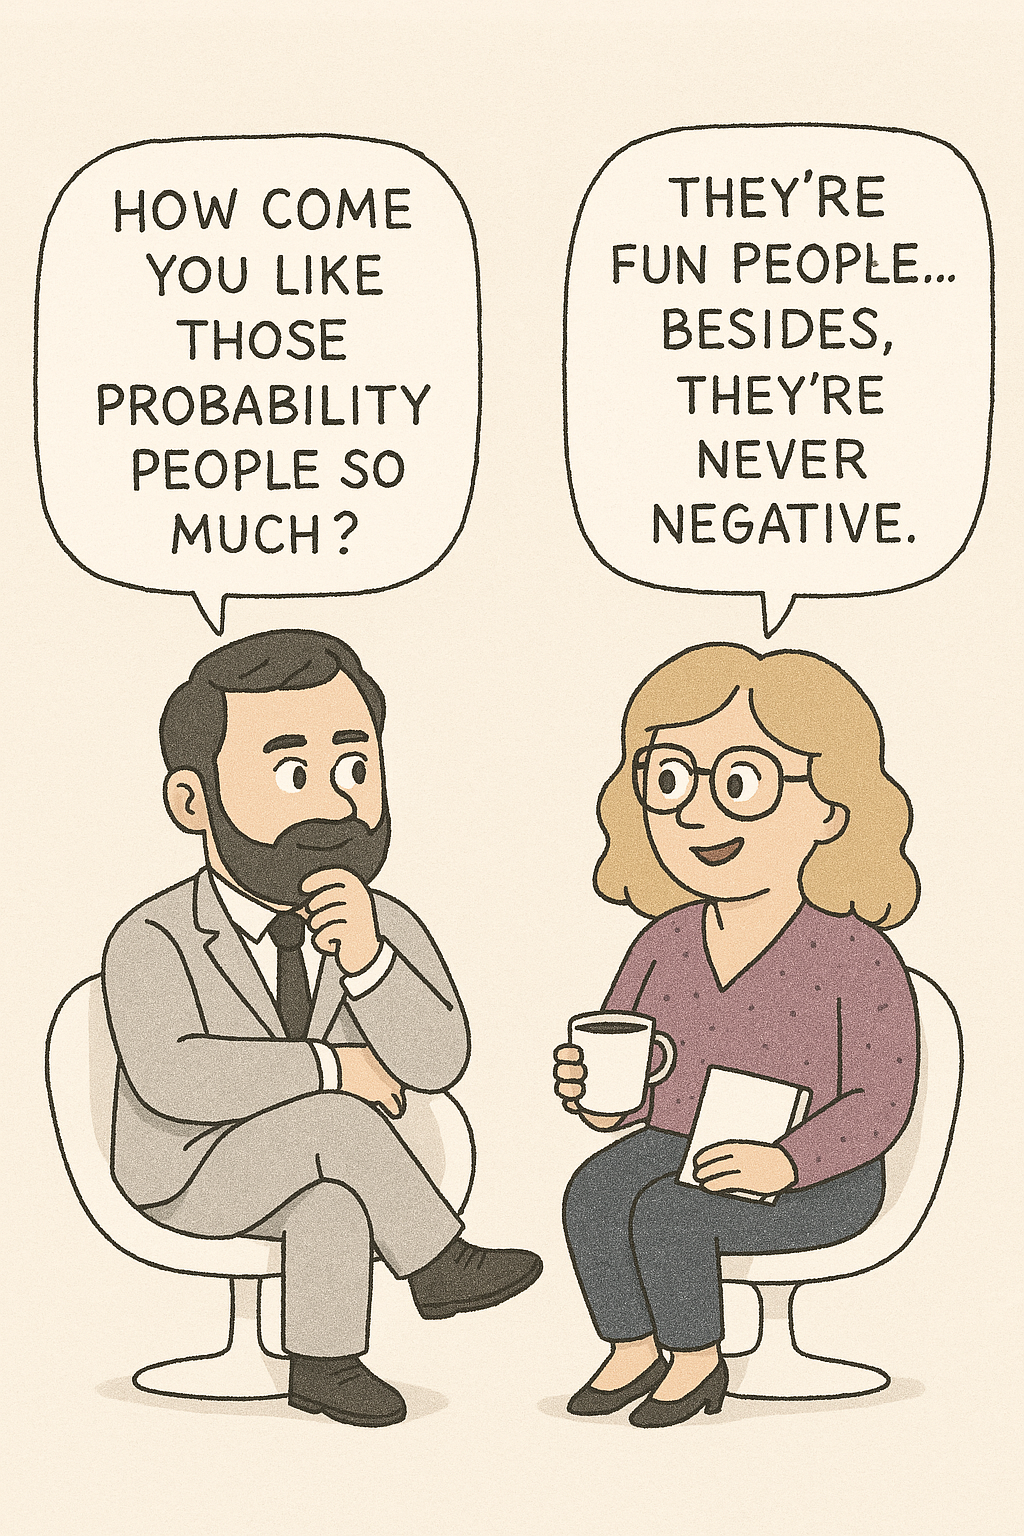 HOW COME
YOU LIKE
THOSE
PROBABILITY
PEOPLE SO
MUCH?
THEY'RE
FUN PEOPLE...
BESIDES,
THEY'RE
NEVER
NEGATIVE.